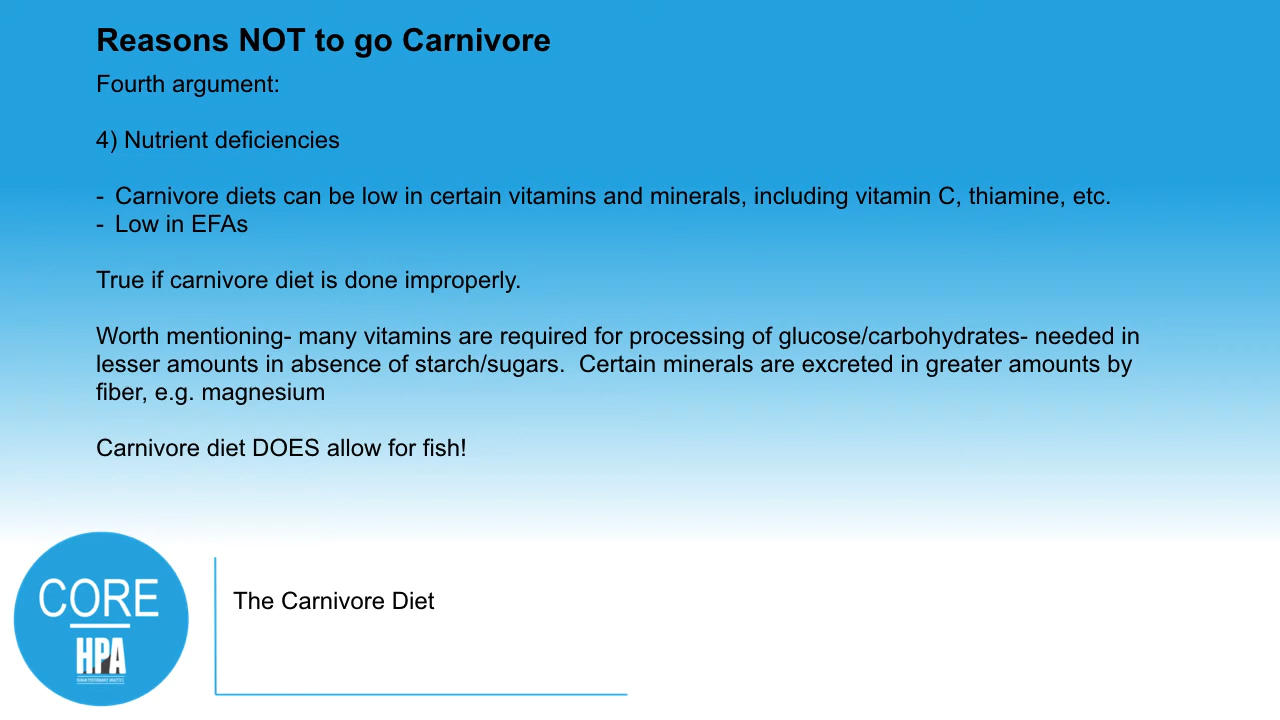 Reasons NOT to go Carnivore
Fourth argument:
4) Nutrient deficiencies
- Carnivore diets can be low in certain vitamins and minerals, including vitamin C, thiamine, etc.
- Low in EFAs
True if carnivore diet is done improperly.
Worth mentioning- many vitamins are required for processing of glucose/carbohydrates- needed in
lesser amounts in absence of starch/sugars.  Certain minerals are excreted in greater amounts by
fiber, e.g. magnesium
Carnivore diet DOES allow for fish!
CORE
HPA
HUMAN PERFORMANCE ANALYTICS
The Carnivore Diet